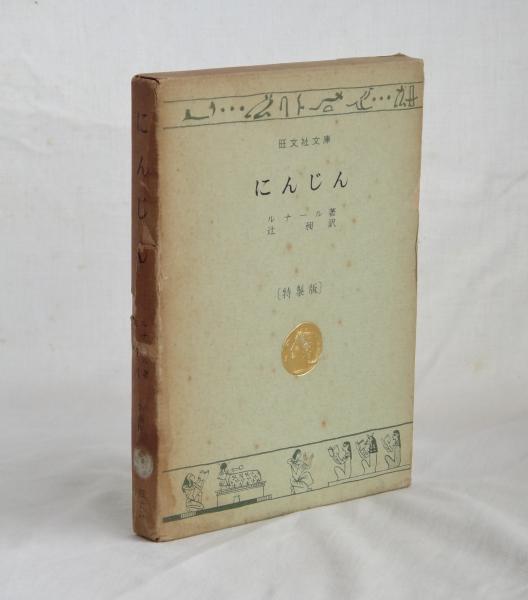 旺文社文庫
にんじん
ルナール著
辻 昶訳
［特製版］
にんじん